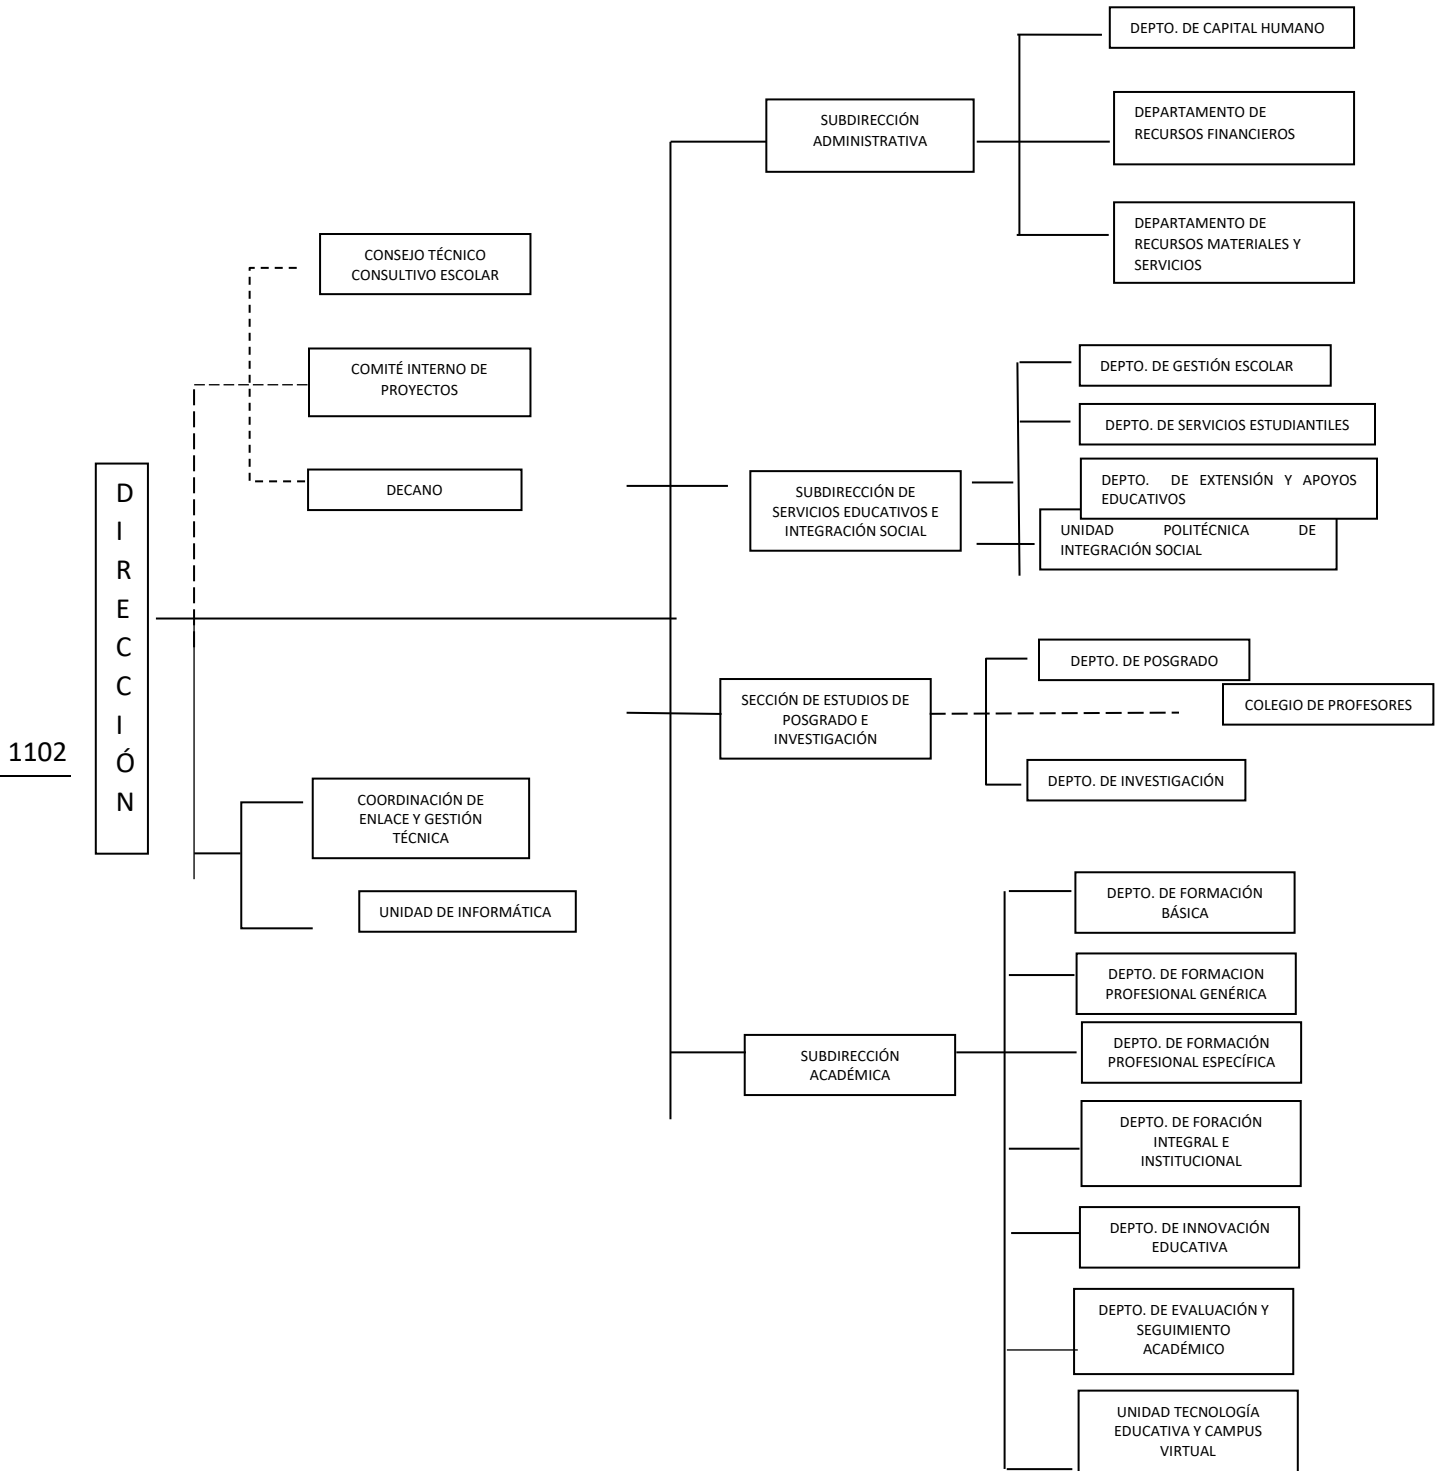 DEPTO. DE CAPITAL HUMANO
SUBDIRECCIÓN
ADMINISTRATIVA
DEPARTAMENTO DE
RECURSOS FINANCIEROS
DEPARTAMENTO DE
RECURSOS MATERIALES Y
SERVICIOS
CONSEJO TÉCNICO
CONSULTIVO ESCOLAR
COMITÉ INTERNO DE
PROYECTOS
DECANO
D
I
R
E
C
C
I
Ó
N
1102
SUBDIRECCIÓN DE
SERVICIOS EDUCATIVOS E
INTEGRACIÓN SOCIAL
DEPTO. DE GESTIÓN ESCOLAR
DEPTO. DE SERVICIOS ESTUDIANTILES
DEPTO. DE EXTENSIÓN Y APOYOS
EDUCATIVOS
UNIDAD POLITÉCNICA DE
INTEGRACIÓN SOCIAL
SECCIÓN DE ESTUDIOS DE
POSGRADO E
INVESTIGACIÓN
DEPTO. DE POSGRADO
COLEGIO DE PROFESORES
DEPTO. DE INVESTIGACIÓN
COORDINACIÓN DE
ENLACE Y GESTIÓN
TÉCNICA
UNIDAD DE INFORMÁTICA
SUBDIRECCIÓN
ACADÉMICA
DEPTO. DE FORMACIÓN
BÁSICA
DEPTO. DE FORMACION
PROFESIONAL GENÉRICA
DEPTO. DE FORMACIÓN
PROFESIONAL ESPECÍFICA
DEPTO. DE FORACIÓN
INTEGRAL E
INSTITUCIONAL
DEPTO. DE INNOVACIÓN
EDUCATIVA
DEPTO. DE EVALUACIÓN Y
SEGUIMIENTO
ACADÉMICO
UNIDAD TECNOLOGÍA
EDUCATIVA Y CAMPUS
VIRTUAL